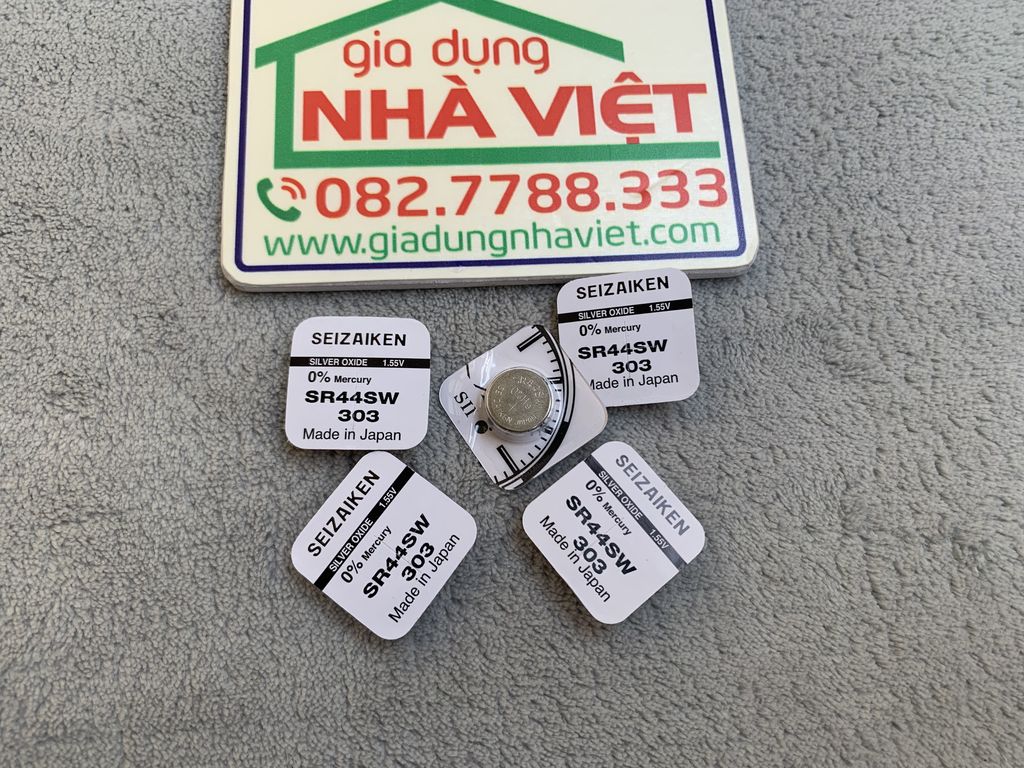 gia dụng
NHÀ VIỆT
082.7788.333
www.giadungnhaviet.com
SEIZAIKEN
SILVER OXIDE 1.55V
0% Mercury
SR44SW
303
Made in Japan
SEIZAIKEN
SILVER OXIDE 1.55V
0% Mercury
SR44SW
303
Made in Japan
SII
SEIZAIKEN
SILVER OXIDE 1.55V
0% Mercury
SR44SW
303
Made in Japan
SEIZAIKEN
SILVER OXIDE 1.55V
0% Mercury
SR44SW
303
Made in Japan